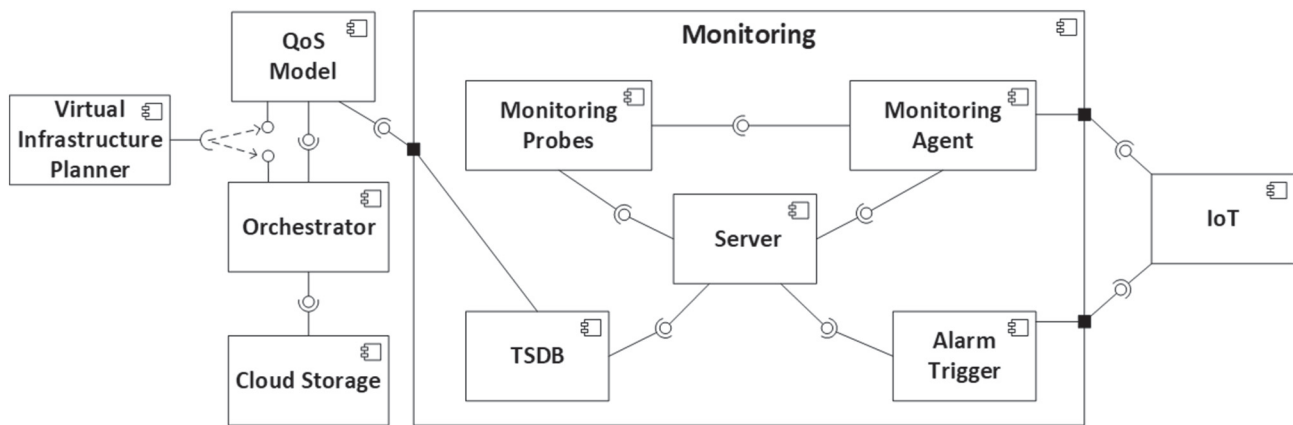 QoS
Model
Virtual
Infrastructure
Planner
Orchestrator
Cloud Storage
Monitoring
Monitoring
Probes
Monitoring
Agent
Server
TSDB
Alarm
Trigger
IoT